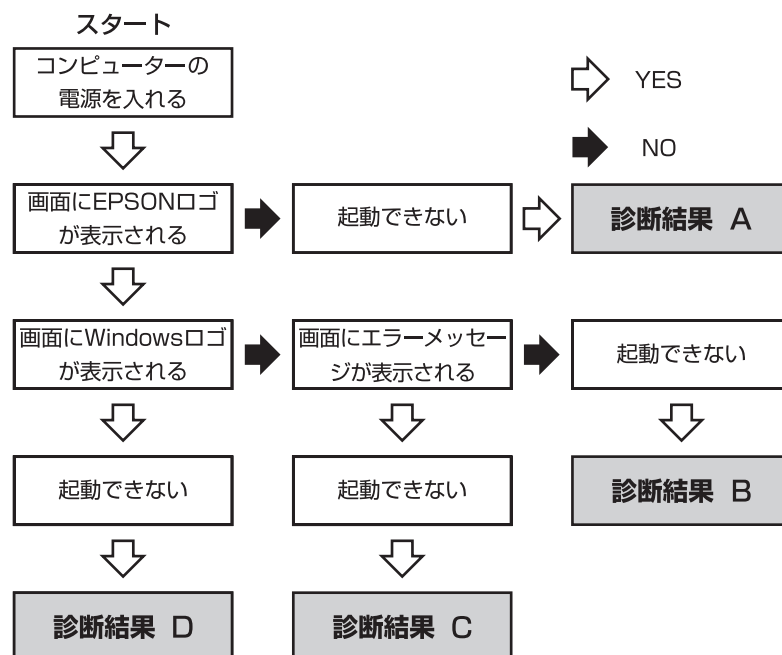 スタート
コンピューターの
電源を入れる
YES
NO
画面にEPSONロゴ
が表示される
起動できない
診断結果 A
画面にWindowsロゴ
が表示される
画面にエラーメッセー
ジが表示される
起動できない
起動できない
起動できない
診断結果 B
診断結果 D
診断結果 C